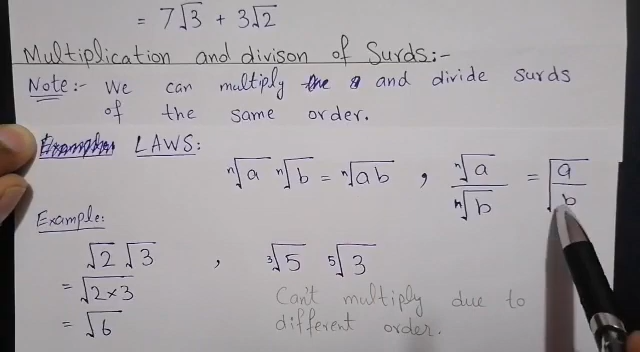 = 7√3 + 3√2
Multiplication and divison of Surds:-
Note:- We can multiply and divide surds
of the same order.
LAWS:
ⁿ√a ⁿ√b = ⁿ√ab , ⁿ√a / ⁿ√b = √a/b
Example:
√2 √3 , ³√5 ⁵√3
= √2×3
Can't multiply due to
= √6
different order.